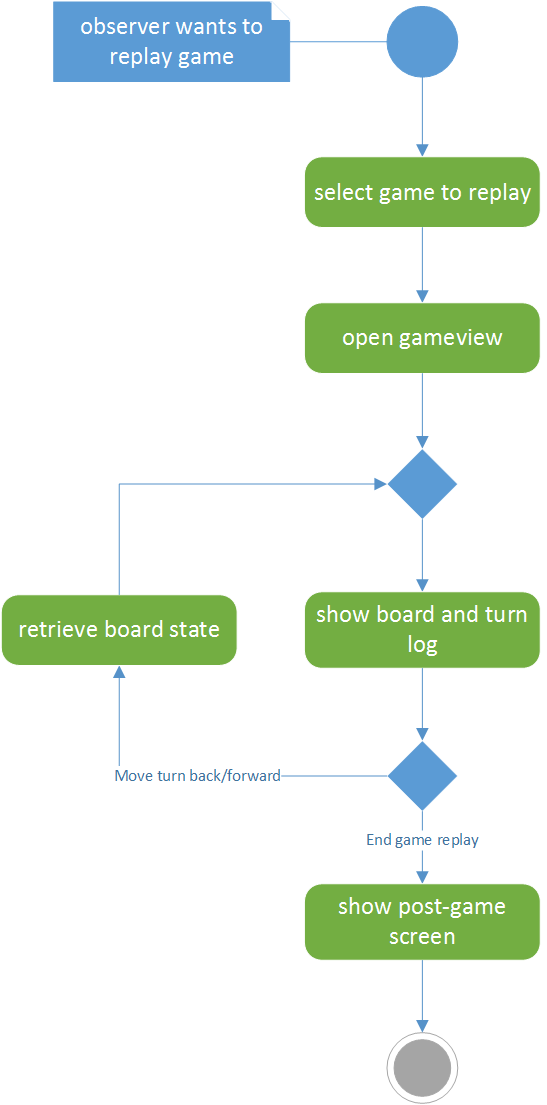 observer wants to
replay game
select game to replay
open gameview
retrieve board state
show board and turn
log
Move turn back/forward
End game replay
show post-game
screen